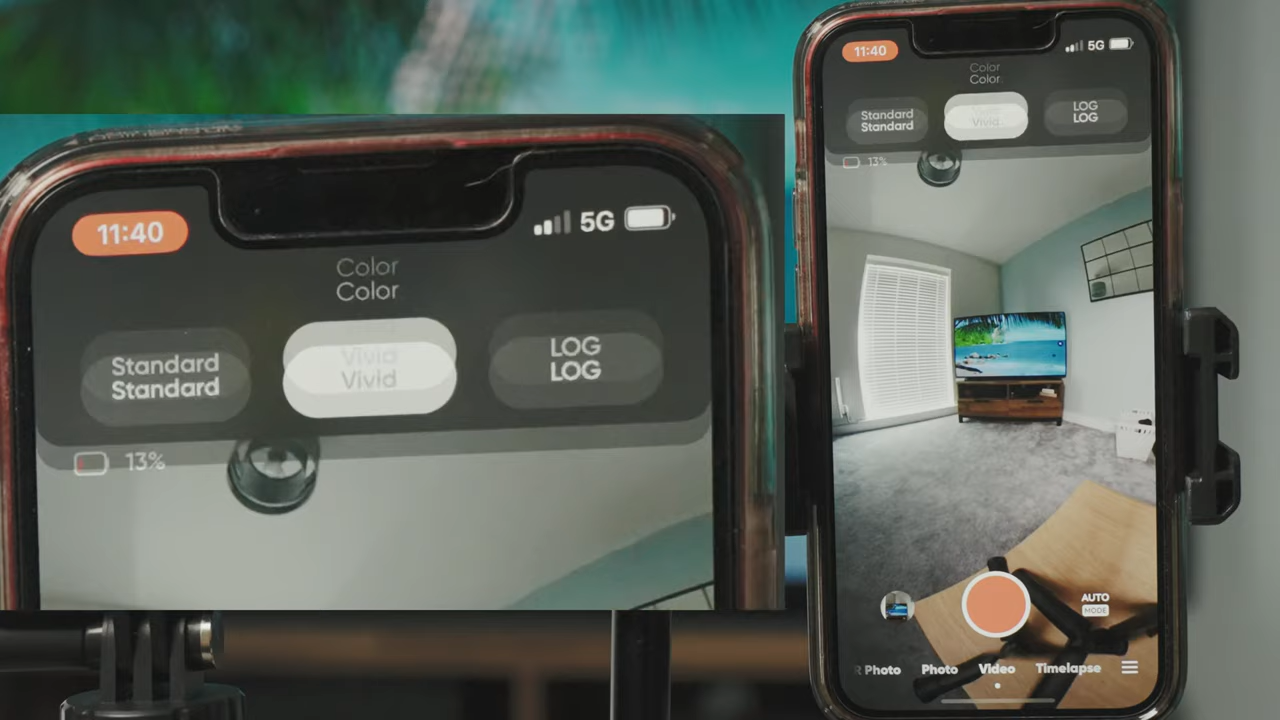 11:40
5G
Color
Color
Standard
Standard
Vivid
Vivid
LOG
LOG
13%
11:40
5G
Color
Color
Standard
Standard
Vivid
LOG
LOG
13%
AUTO
MODE
R Photo
Photo
Video
Timelapse